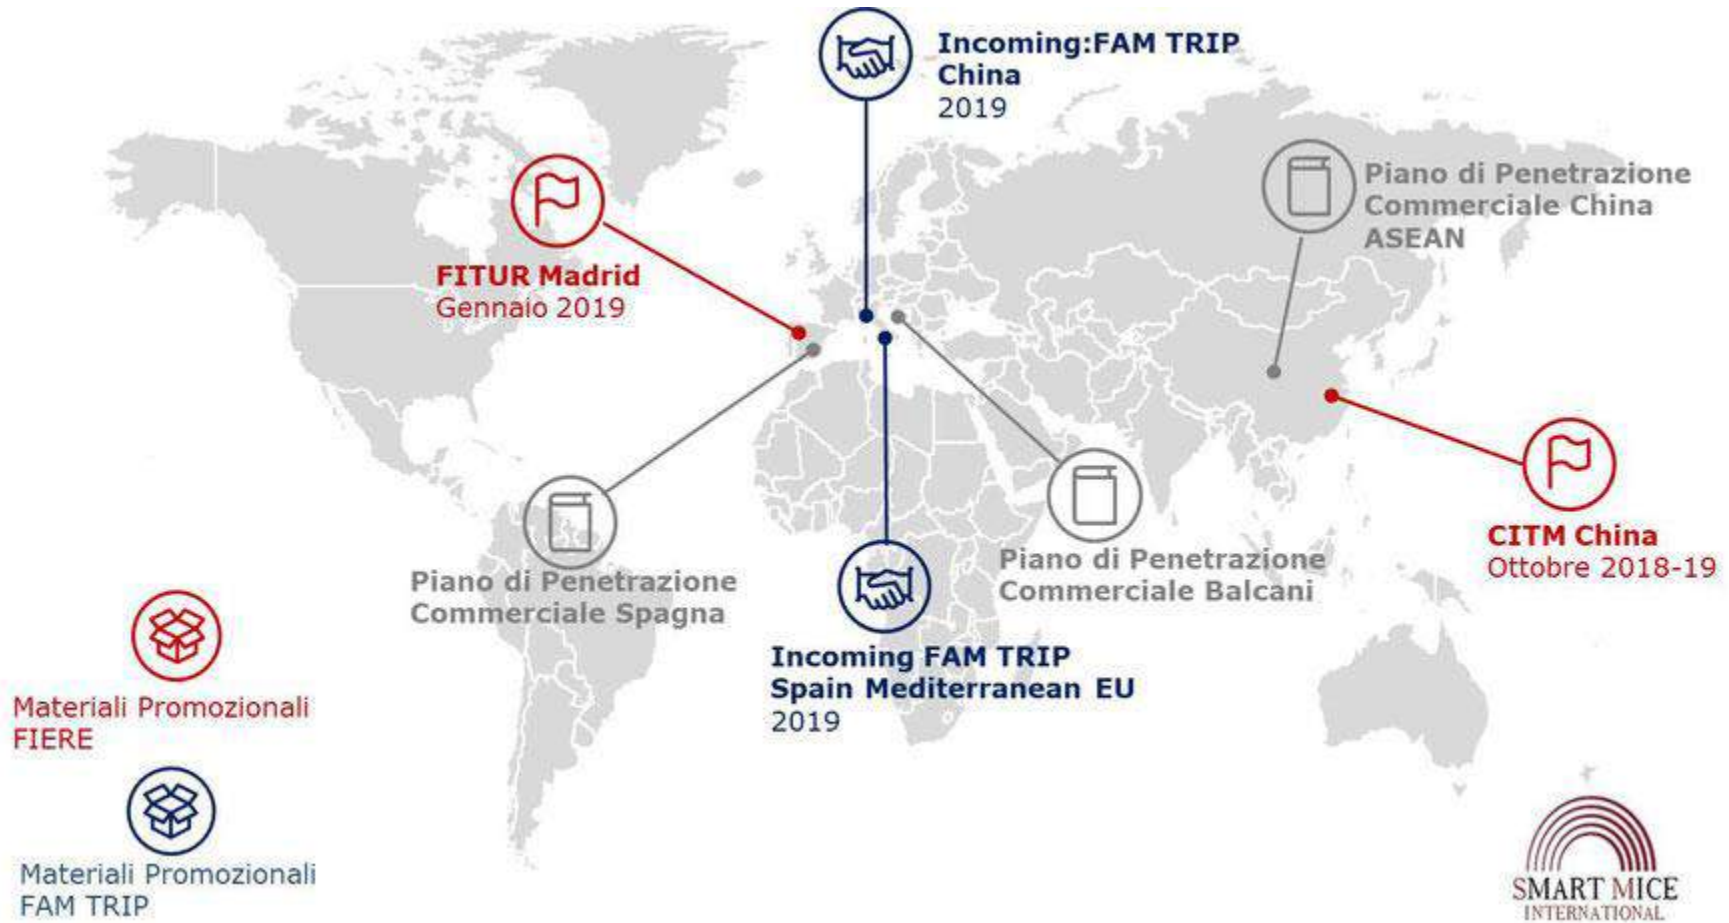 Incoming:FAM TRIP
China
2019
Piano di Penetrazione
Commerciale China
ASEAN
FITUR Madrid
Gennaio 2019
CITM China
Ottobre 2018-19
Piano di Penetrazione
Commerciale Spagna
Piano di Penetrazione
Commerciale Balcani
Incoming FAM TRIP
Spain Mediterranean EU
2019
Materiali Promozionali
FIERE
Materiali Promozionali
FAM TRIP
SMART MICE
INTERNATIONAL